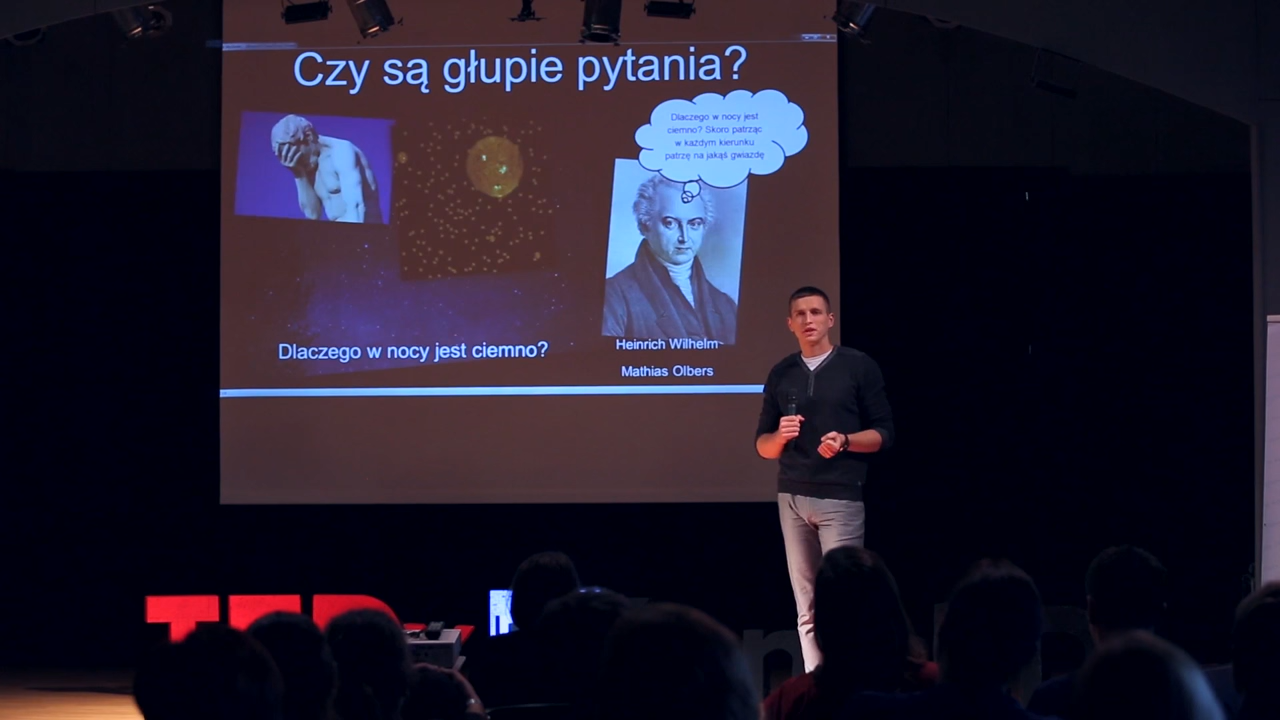 Czy są głupie pytania?
Dlaczego w nocy jest
ciemno? Skoro patrząc
w każdym kierunku
patrzę na jakąś gwiazdę
Dlaczego w nocy jest ciemno?
Heinrich Wilhelm
Mathias Olbers
TEDx